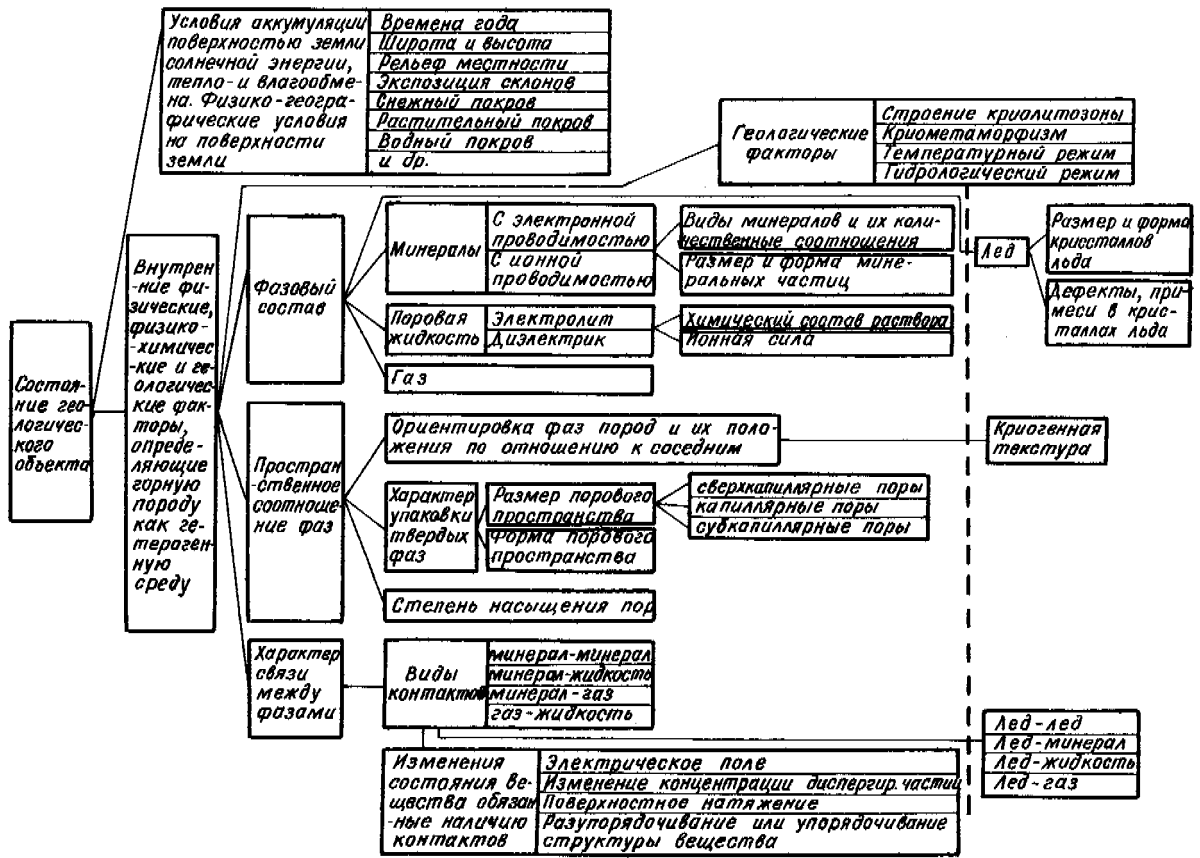 Условия аккумуляции
поверхностью земли
солнечной энергии,
тепло- и влагообме-
на. Физико-геогра-
фические условия
на поверхности
земли
Времена года
Широта и высота
Рельеф местности
Экспозиция склонов
Снежный покров
Растительный покров
Водный покров
и др.
Геологические
факторы
Строение криолитозоны
Криометаморфизм
Температурный режим
Гидрологический режим
Состоя-
ние гео-
логичес-
кого
объекта
Внутрен-
-ние фи-
зические,
физико-
-химичес-
-кие и ге-
ологичес-
кие фак-
торы,
опреде-
ляющие
горную
породу
как ге-
тероген-
ную
среду
Фазовый
состав
Минералы
С электронной
проводимостью
С ионной
проводимостью
Виды минералов и их коли-
чественные соотношения
Размер и форма мине-
ральных частиц
Лед
Размер и форма
кристаллов
льда
Дефекты, при-
меси в крис-
таллах льда
Поровая
жидкость
Электролит
Диэлектрик
Химический состав раствора
Ионная сила
Газ
Простран
-ственное
соотноше-
ние фаз
Ориентировка фаз пород и их поло-
жения по отношению к соседним
Криогенная
текстура
Характер
упаковки
твердых
фаз
Размер порового
пространства
Форма порового
пространства
сверхкапиллярные поры
капиллярные поры
субкапиллярные поры
Степень насыщения пор
Характер
связи
между
фазами
Виды
контактов
минерал-минерал
минерал-жидкость
минерал-газ
газ-жидкость
Лед-лед
Лед-минерал
Лед-жидкость
Лед-газ
Изменения
состояния ве-
щества обязан
-ные наличию
контактов
Электрическое поле
Изменение концентрации диспергир. частиц
Поверхностное натяжение
Разупорядочивание или упорядочивание
структуры вещества